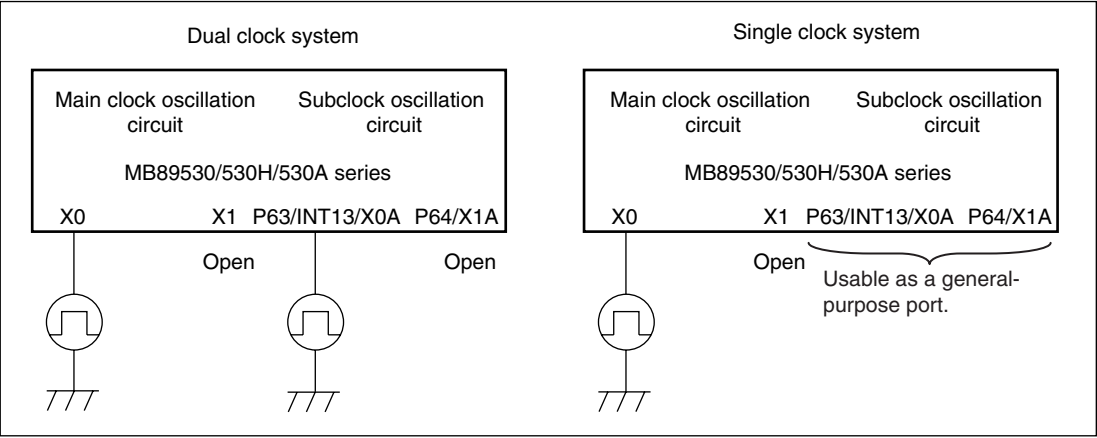 Dual clock system
Main clock oscillation
circuit
Subclock oscillation
circuit
MB89530/530H/530A series
X0 X1 P63/INT13/X0A P64/X1A
Open Open
Single clock system
Main clock oscillation
circuit
Subclock oscillation
circuit
MB89530/530H/530A series
X0 X1 P63/INT13/X0A P64/X1A
Open
Usable as a general-
purpose port.